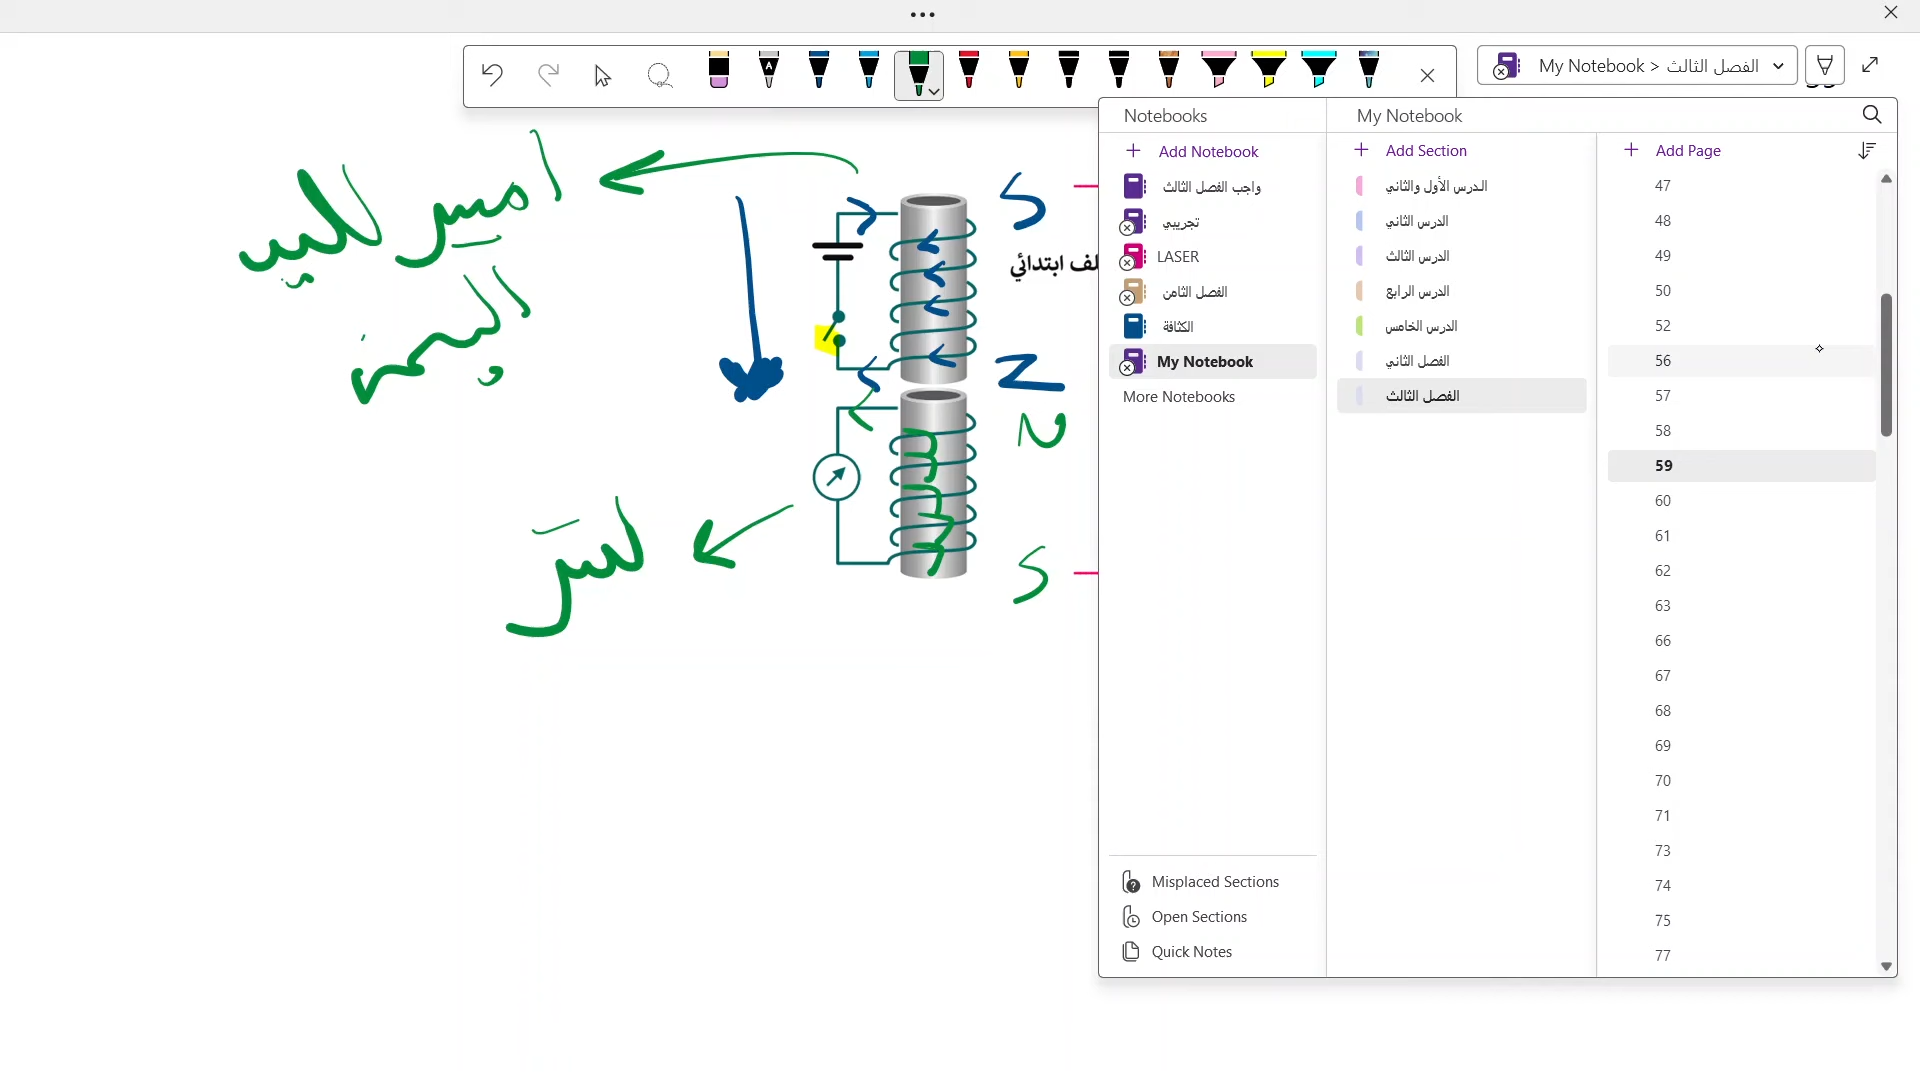 My Notebook > الفصل الثالث
Notebooks
Add Notebook
واجب الفصل الثالث
تجريبي
LASER
الفصل الثامن
الكثافة
My Notebook
More Notebooks
Misplaced Sections
Open Sections
Quick Notes
My Notebook
Add Section
الدرس الأول والثاني
الدرس الثاني
الدرس الثالث
الدرس الرابع
الدرس الخامس
الفصل الثاني
الفصل الثالث
Add Page
47
48
49
50
52
56
57
58
59
60
61
62
63
66
67
68
69
70
71
73
74
75
77
S
لف ابتدائي
N
S